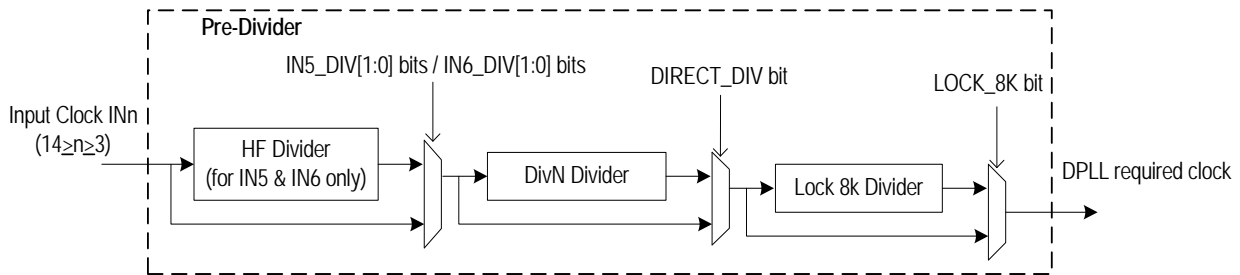 Pre-Divider
IN5_DIV[1:0] bits / IN6_DIV[1:0] bits
DIRECT_DIV bit
LOCK_8K bit
Input Clock INn
(14≥n≥3)
HF Divider
(for IN5 & IN6 only)
DivN Divider
Lock 8k Divider
DPLL required clock